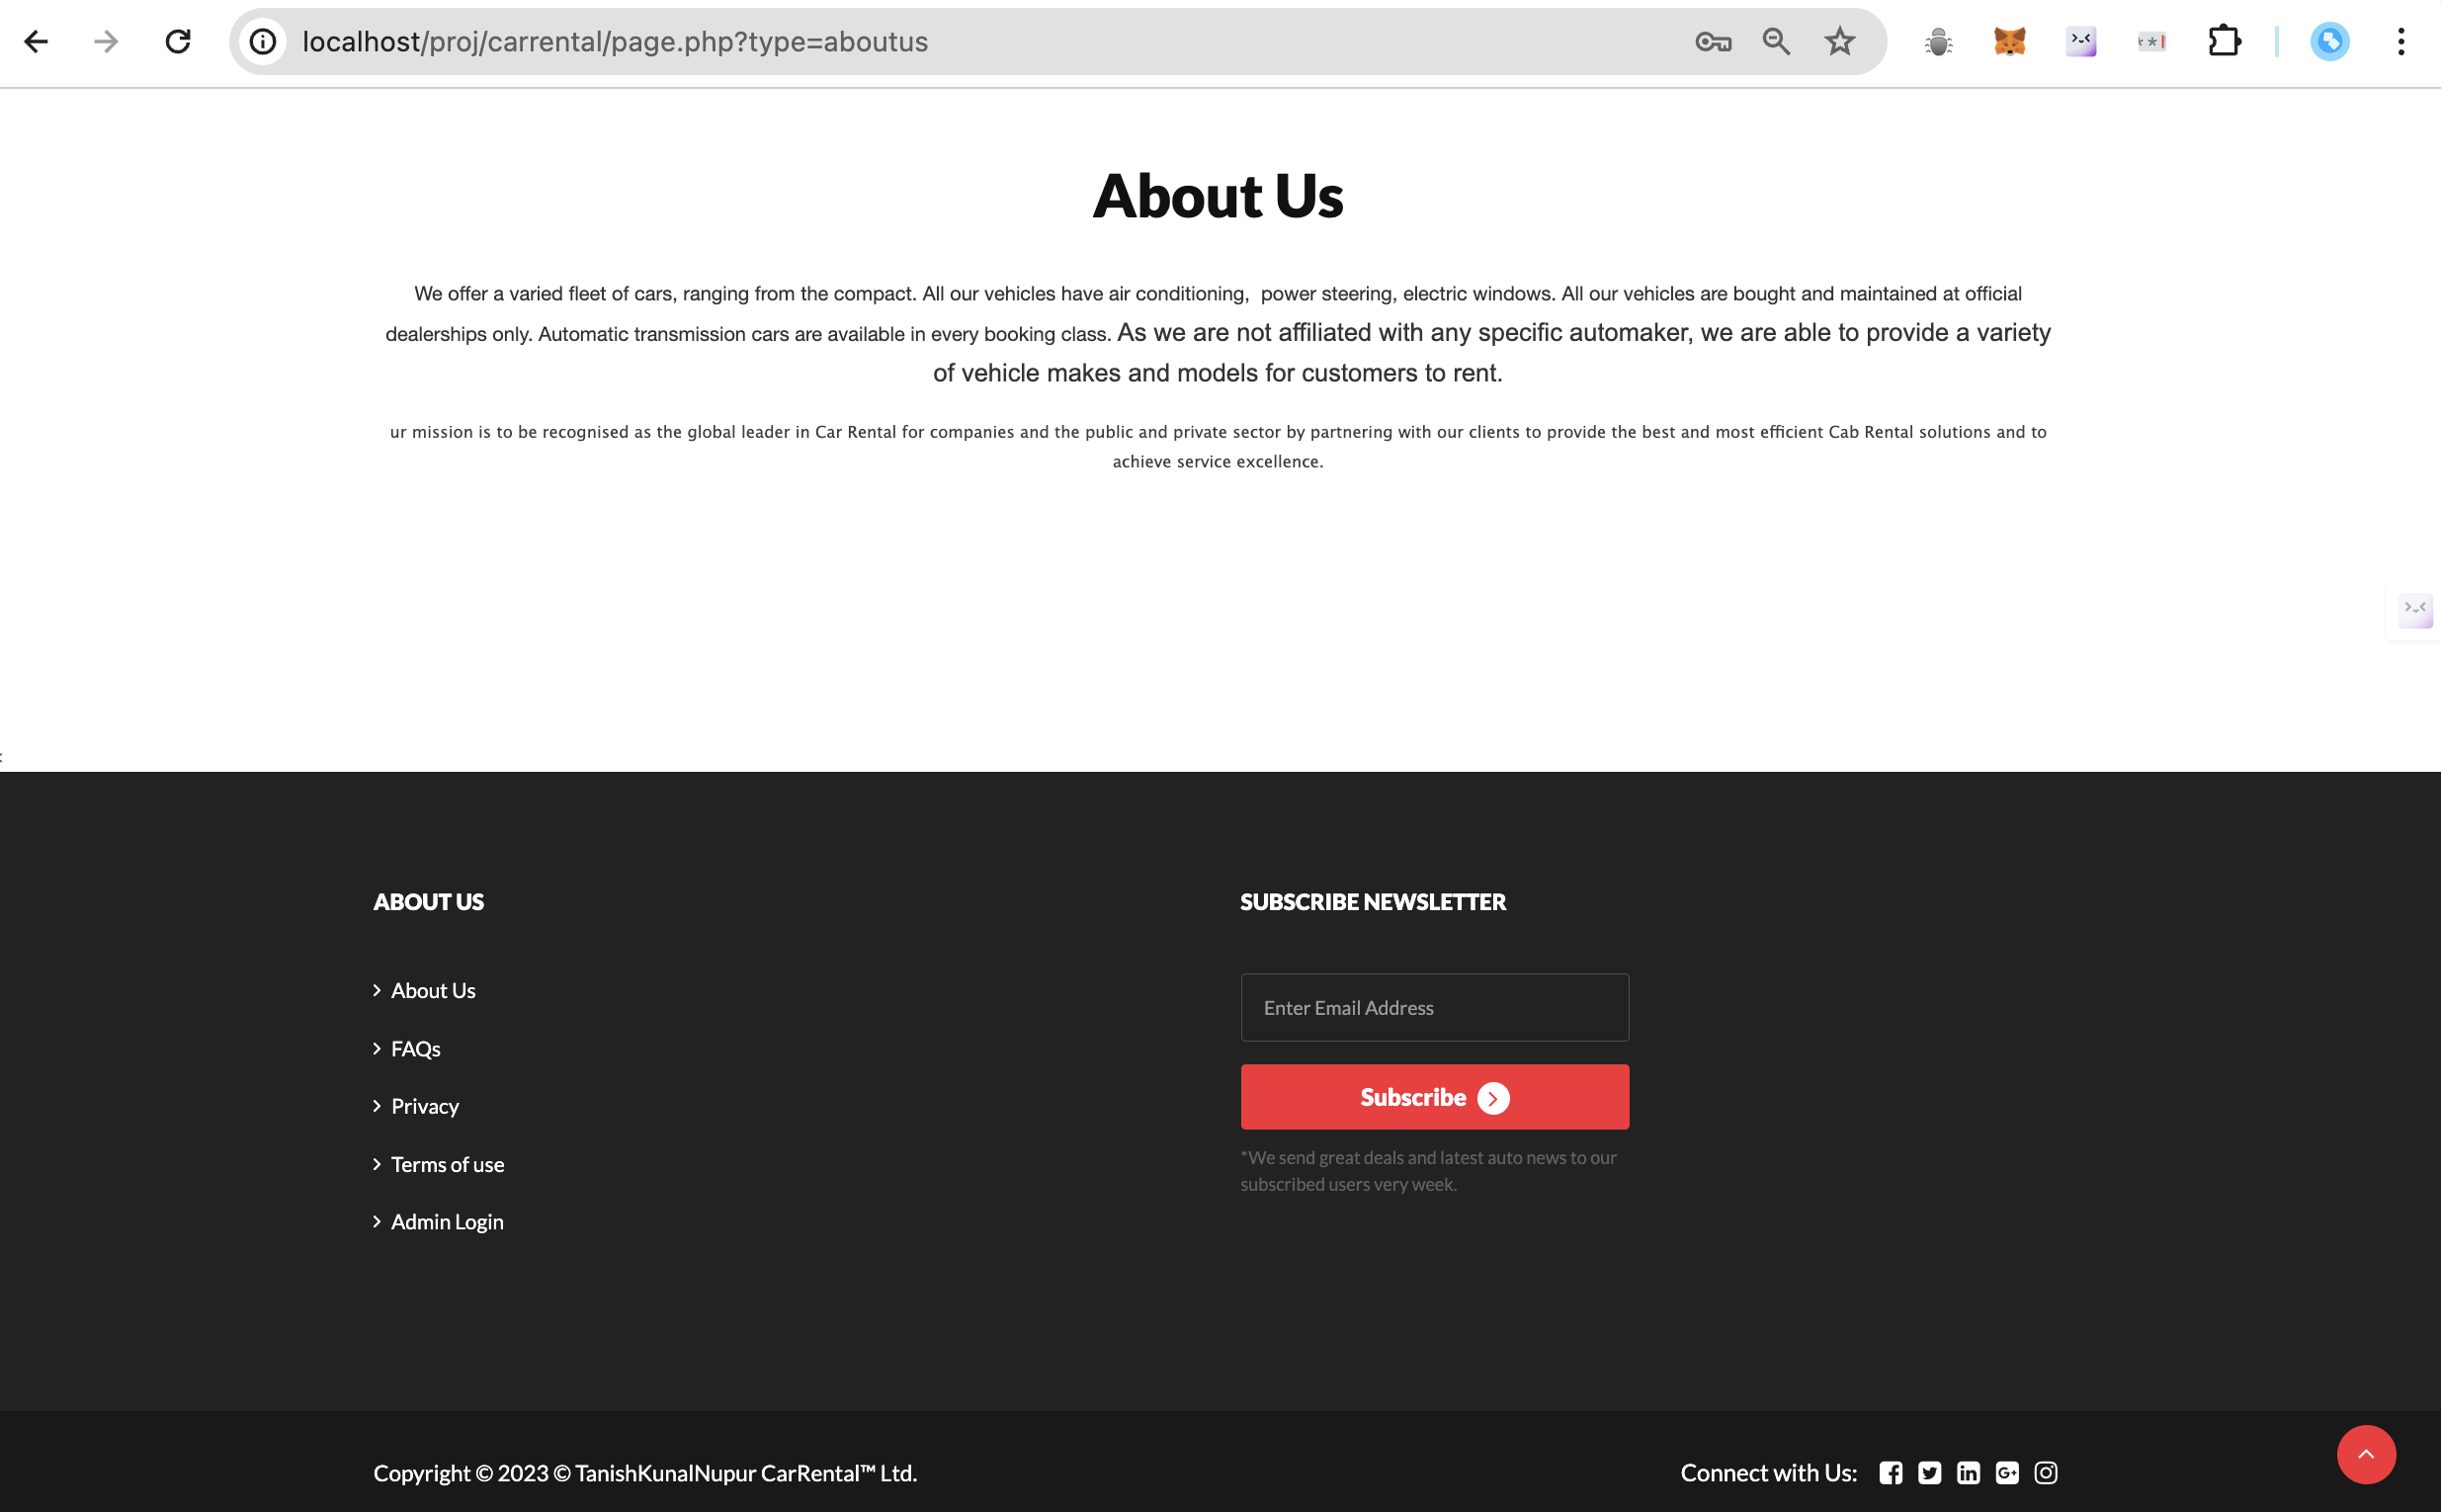 localhost/proj/carrental/page.php?type=aboutus
About Us
We offer a varied fleet of cars, ranging from the compact. All our vehicles have air conditioning,  power steering, electric windows. All our vehicles are bought and maintained at official
dealerships only. Automatic transmission cars are available in every booking class. As we are not affiliated with any specific automaker, we are able to provide a variety
of vehicle makes and models for customers to rent.
ur mission is to be recognised as the global leader in Car Rental for companies and the public and private sector by partnering with our clients to provide the best and most efficient Cab Rental solutions and to
achieve service excellence.
ABOUT US
About Us
FAQs
Privacy
Terms of use
Admin Login
SUBSCRIBE NEWSLETTER
Enter Email Address
Subscribe
*We send great deals and latest auto news to our
subscribed users very week.
Copyright © 2023 © TanishKunalNupur CarRental™ Ltd.
Connect with Us: